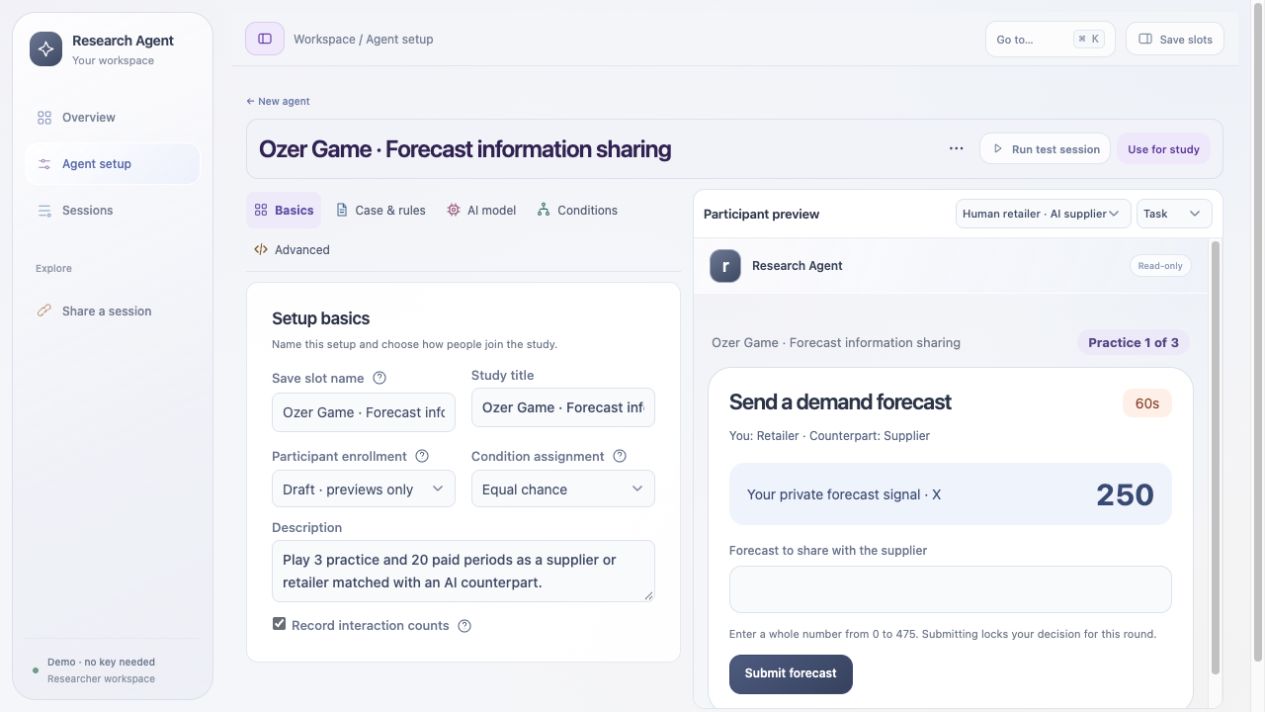 Research Agent
Your workspace
Overview
Agent setup
Sessions
Explore
Share a session
Demo · no key needed
Researcher workspace
Workspace / Agent setup
Go to...
⌘ K
Save slots
← New agent
Ozer Game · Forecast information sharing
Run test session
Use for study
Basics
Case & rules
AI model
Conditions
Advanced
Setup basics
Name this setup and choose how people join the study.
Save slot name
Study title
Ozer Game · Forecast info
Ozer Game · Forecast inf
Participant enrollment
Condition assignment
Draft · previews only
Equal chance
Description
Play 3 practice and 20 paid periods as a supplier or
retailer matched with an AI counterpart.
Record interaction counts
Participant preview
Human retailer · AI supplier
Task
r
Research Agent
Read-only
Ozer Game · Forecast information sharing
Practice 1 of 3
Send a demand forecast
60s
You: Retailer · Counterpart: Supplier
Your private forecast signal · X
250
Forecast to share with the supplier
Enter a whole number from 0 to 475. Submitting locks your decision for this round.
Submit forecast